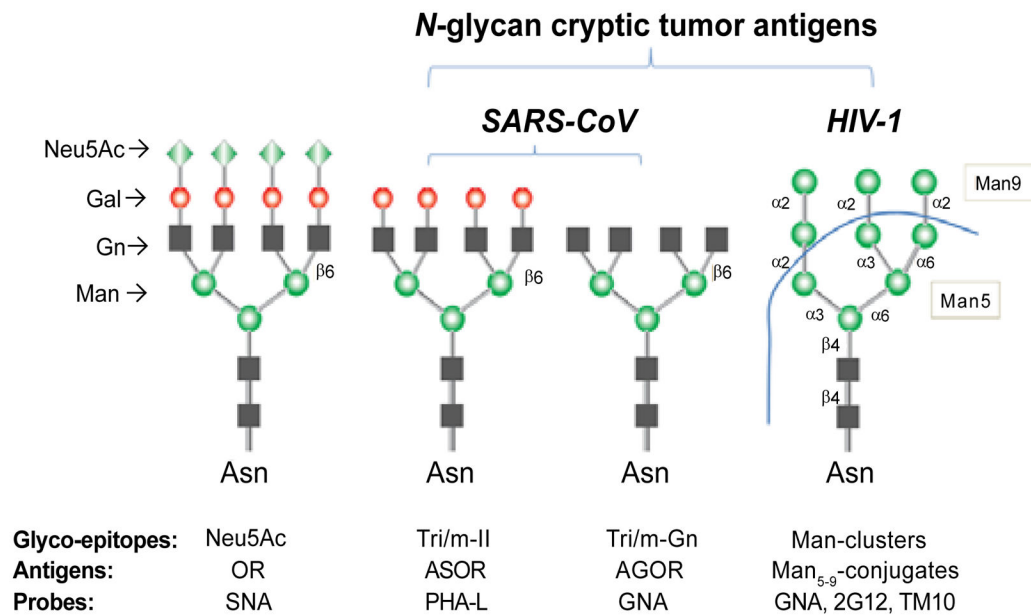 N-glycan cryptic tumor antigens
SARS-CoV
HIV-1
Neu5Ac→
Gal→
Gn→
Man→
β6
β6
β6
Man9
α2
α2
α2
α2
α3
α6
Man5
α3
α6
β4
β4
Asn
Asn
Asn
Asn
Glyco-epitopes: Neu5Ac Tri/m-II Tri/m-Gn Man-clusters
Antigens: OR ASOR AGOR Man₅₋₉-conjugates
Probes: SNA PHA-L GNA GNA, 2G12, TM10